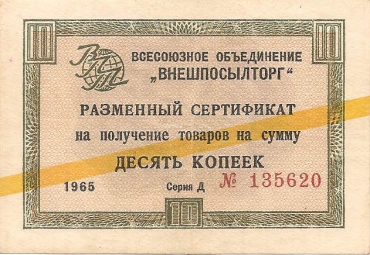 10 10
ВПТ
ВСЕСОЮЗНОЕ ОБЪЕДИНЕНИЕ
„ВНЕШПОСЫЛТОРГ“
РАЗМЕННЫЙ СЕРТИФИКАТ
на получение товаров на сумму
ДЕСЯТЬ КОПЕЕК
1965 Серия Д № 135620
10